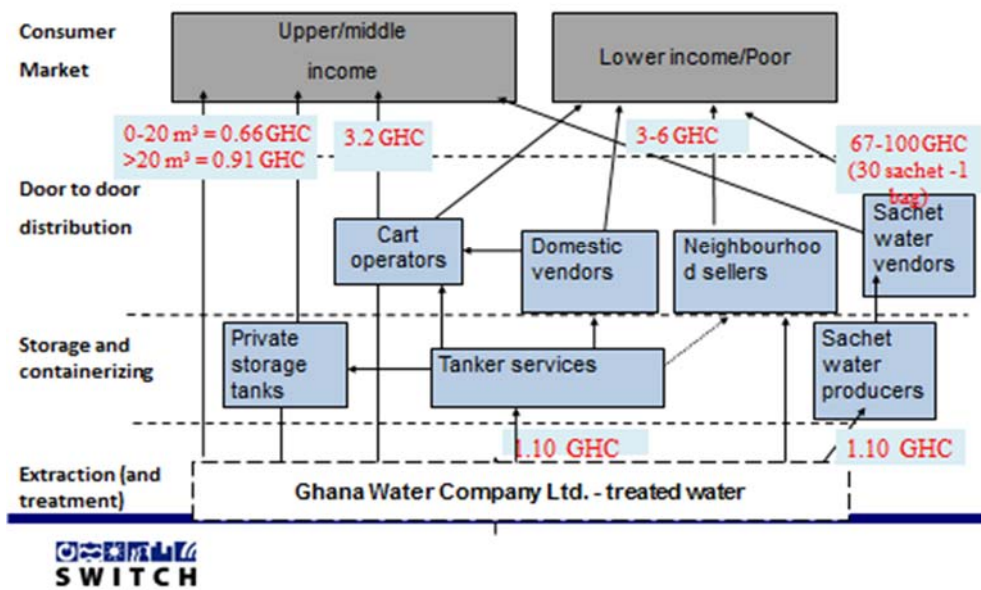 Consumer
Market
Upper/middle
income
Lower income/Poor
0-20 m³ = 0.66 GHC
>20 m³ = 0.91 GHC
3.2 GHC
3-6 GHC
67-100 GHC
(30 sachet -1
bag)
Door to door
distribution
Cart
operators
Domestic
vendors
Neighbourhoo
d sellers
Sachet
water
vendors
Storage and
containerizing
Private
storage
tanks
Tanker services
Sachet
water
producers
1.10 GHC
1.10 GHC
Extraction (and
treatment)
Ghana Water Company Ltd. - treated water
SWITCH